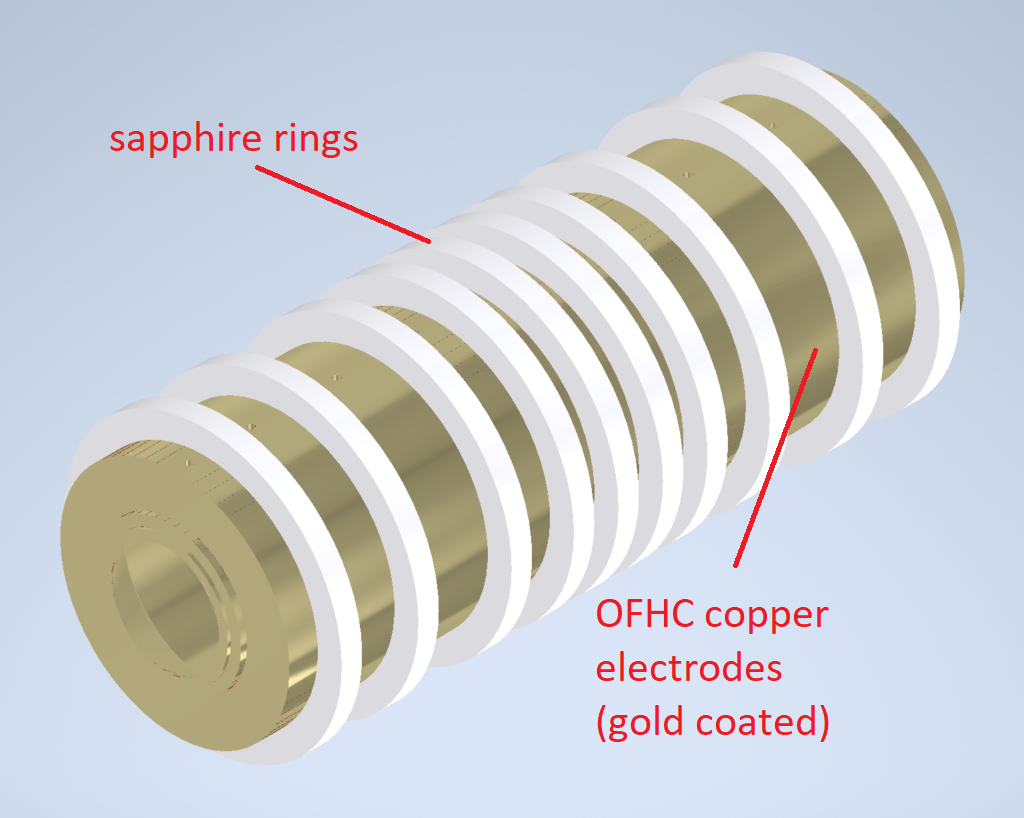 sapphire rings
OFHC copper
electrodes
(gold coated)